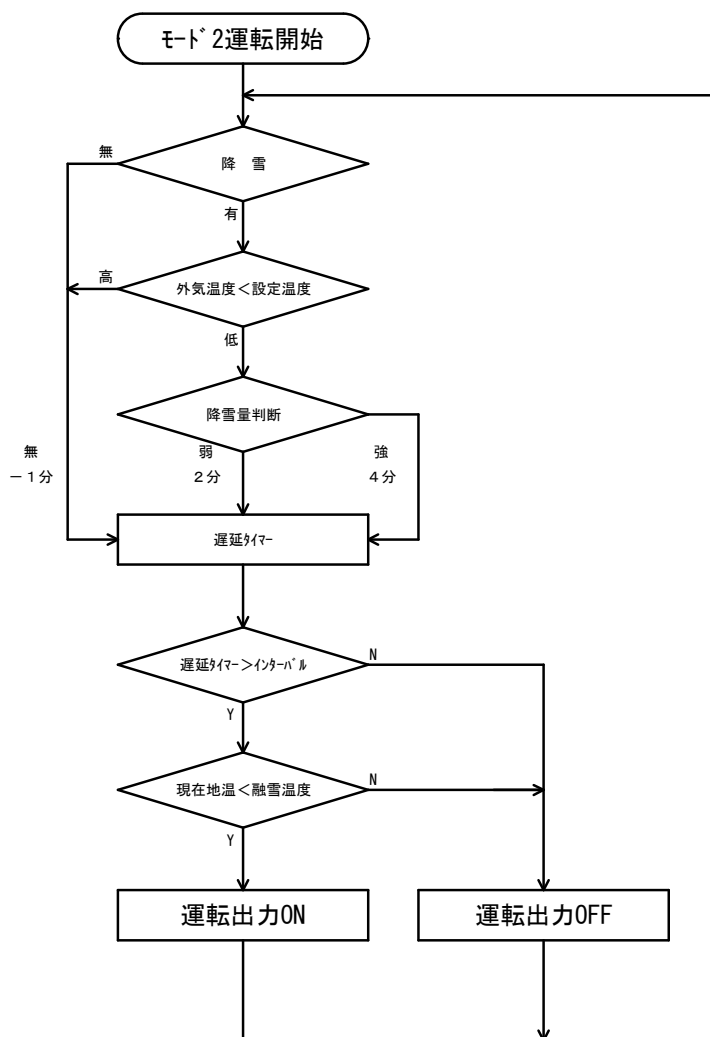 ﾓｰﾄﾞ2運転開始
無
降　雪
有
高
外気温度＜設定温度
低
降雪量判断
無
－１分
弱
２分
強
４分
遅延ﾀｲﾏｰ
遅延ﾀｲﾏｰ＞ｲﾝﾀｰﾊﾞﾙ
N
Y
現在地温＜融雪温度
N
Y
運転出力ON
運転出力OFF